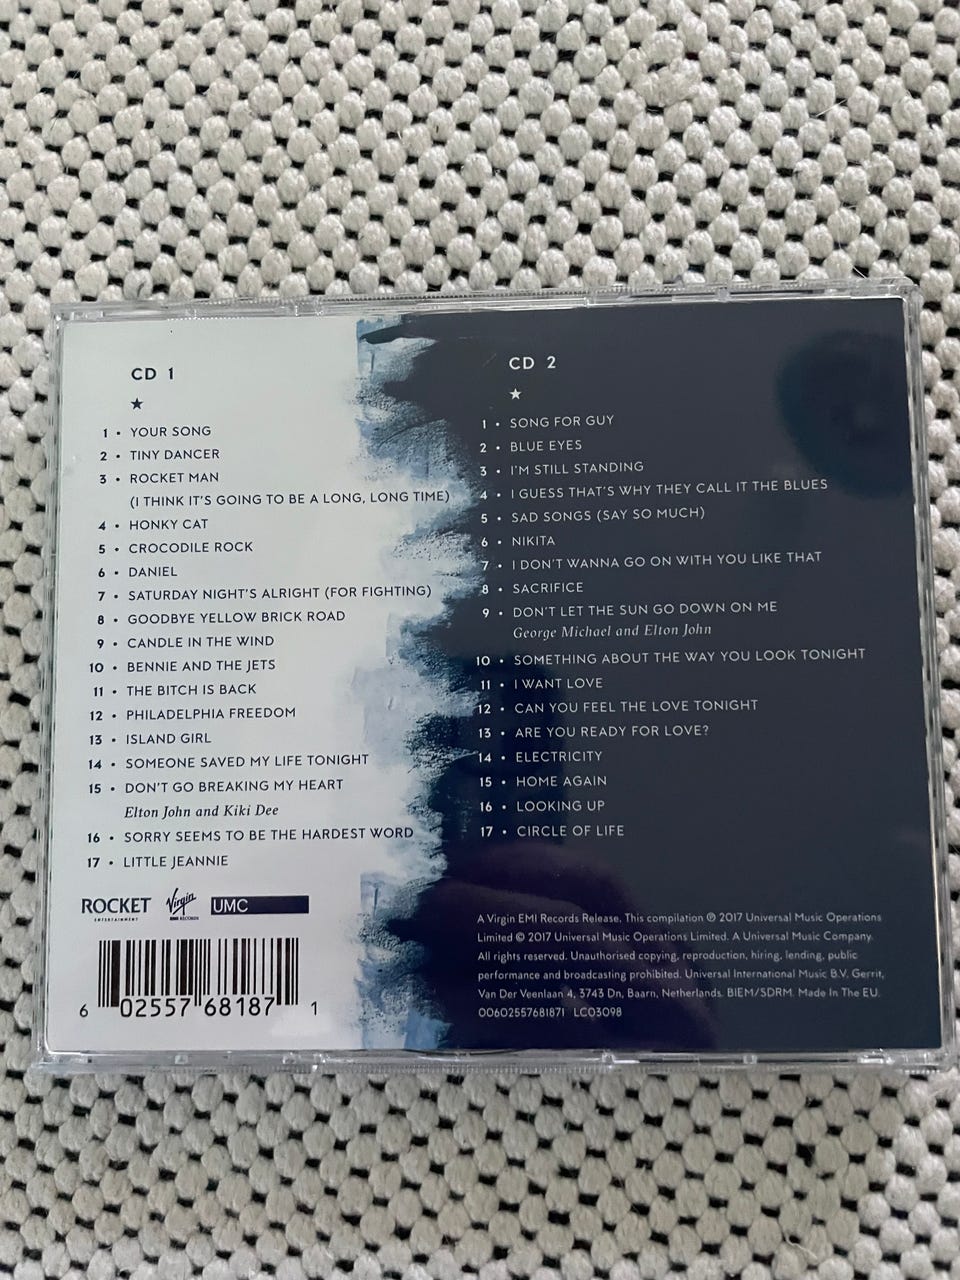 CD 1
★
1 • YOUR SONG
2 • TINY DANCER
3 • ROCKET MAN
(I THINK IT'S GOING TO BE A LONG, LONG TIME)
4 • HONKY CAT
5 • CROCODILE ROCK
6 • DANIEL
7 • SATURDAY NIGHT'S ALRIGHT (FOR FIGHTING)
8 • GOODBYE YELLOW BRICK ROAD
9 • CANDLE IN THE WIND
10 • BENNIE AND THE JETS
11 • THE BITCH IS BACK
12 • PHILADELPHIA FREEDOM
13 • ISLAND GIRL
14 • SOMEONE SAVED MY LIFE TONIGHT
15 • DON'T GO BREAKING MY HEART
Elton John and Kiki Dee
16 • SORRY SEEMS TO BE THE HARDEST WORD
17 • LITTLE JEANNIE
ROCKET
ENTERTAINMENT
Virgin
EMI RECORDS
UMC
6 02557 68187 1
CD 2
★
1 • SONG FOR GUY
2 • BLUE EYES
3 • I'M STILL STANDING
4 • I GUESS THAT'S WHY THEY CALL IT THE BLUES
5 • SAD SONGS (SAY SO MUCH)
6 • NIKITA
7 • I DON'T WANNA GO ON WITH YOU LIKE THAT
8 • SACRIFICE
9 • DON'T LET THE SUN GO DOWN ON ME
George Michael and Elton John
10 • SOMETHING ABOUT THE WAY YOU LOOK TONIGHT
11 • I WANT LOVE
12 • CAN YOU FEEL THE LOVE TONIGHT
13 • ARE YOU READY FOR LOVE?
14 • ELECTRICITY
15 • HOME AGAIN
16 • LOOKING UP
17 • CIRCLE OF LIFE
A Virgin EMI Records Release. This compilation ℗ 2017 Universal Music Operations
Limited © 2017 Universal Music Operations Limited. A Universal Music Company.
All rights reserved. Unauthorised copying, reproduction, hiring, lending, public
performance and broadcasting prohibited. Universal International Music B.V. Gerrit,
Van Der Veenlaan 4, 3743 Dn, Baarn, Netherlands. BIEM/SDRM. Made In The EU.
00602557681871 LC03098